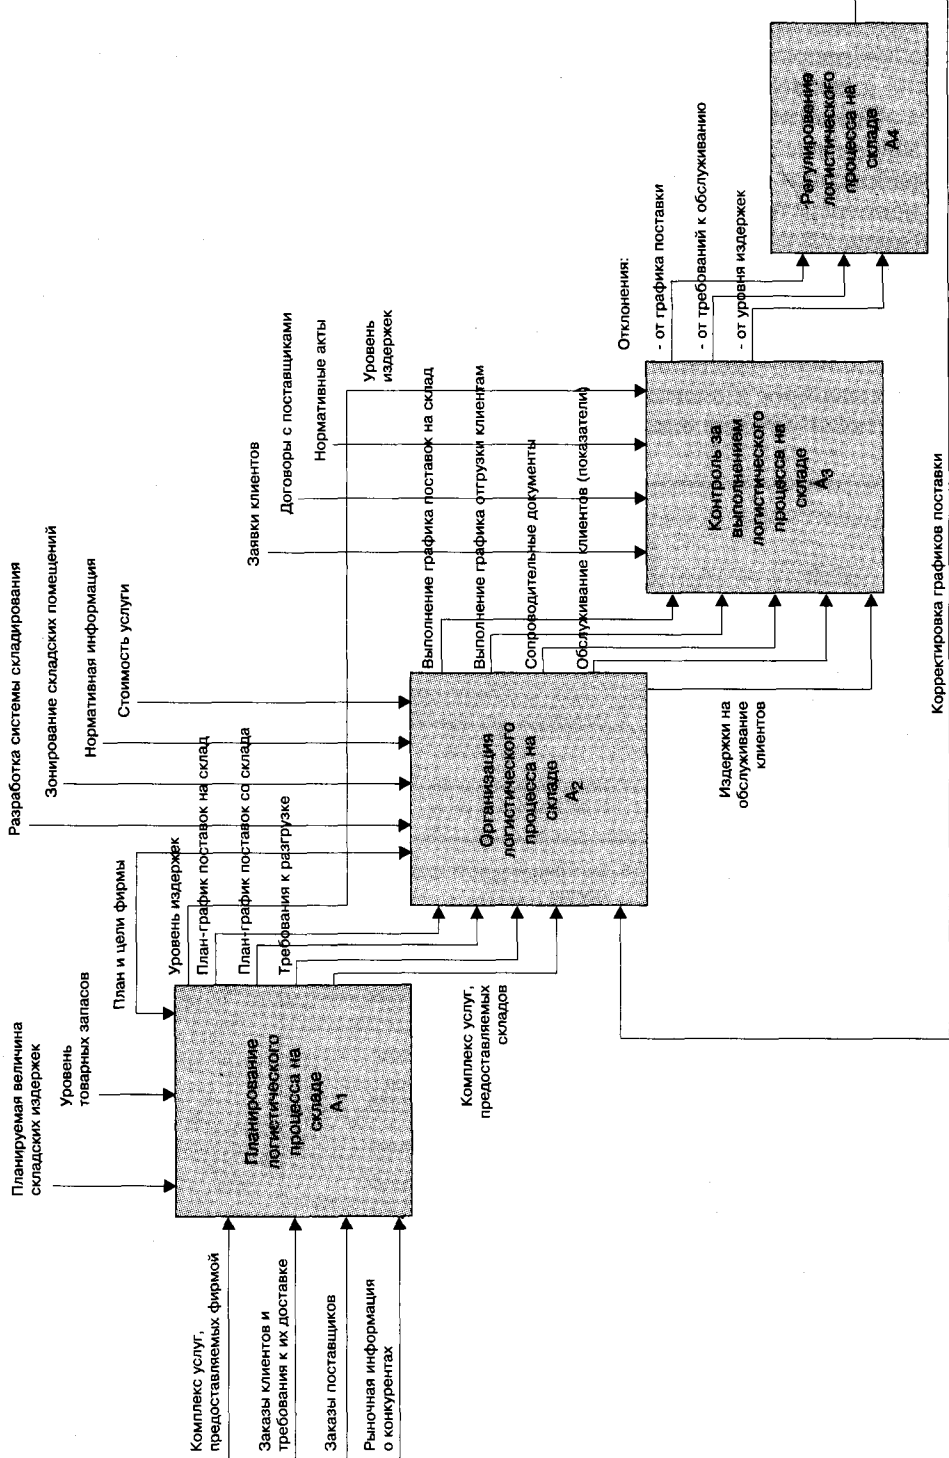 Планируемая величина
складских издержек
Уровень
товарных запасов
План и цели фирмы
Разработка системы складирования
Зонирование складских помещений
Нормативная информация
Стоимость услуги
Заявки клиентов
Договоры с поставщиками
Нормативные акты
Уровень
издержек
Комплекс услуг,
предоставляемых фирмой
Заказы клиентов и
требования к их доставке
Заказы поставщиков
Рыночная информация
о конкурентах
Планирование
логистического
процесса на
складе
А1
Уровень издержек
План-график поставок на склад
План-график поставок со склада
Требования к разгрузке
Комплекс услуг,
предоставляемых
складов
Организация
логистического
процесса на
складе
А2
Выполнение графика поставок на склад
Выполнение графика отгрузки клиентам
Сопроводительные документы
Обслуживание клиентов (показатели)
Издержки на
обслуживание
клиентов
Контроль за
выполнением
логистического
процесса на
складе
А3
Отклонения:
- от графика поставки
- от требований к обслуживанию
- от уровня издержек
Регулировение
логистического
процесса на
складе
А4
Корректировка графиков поставки